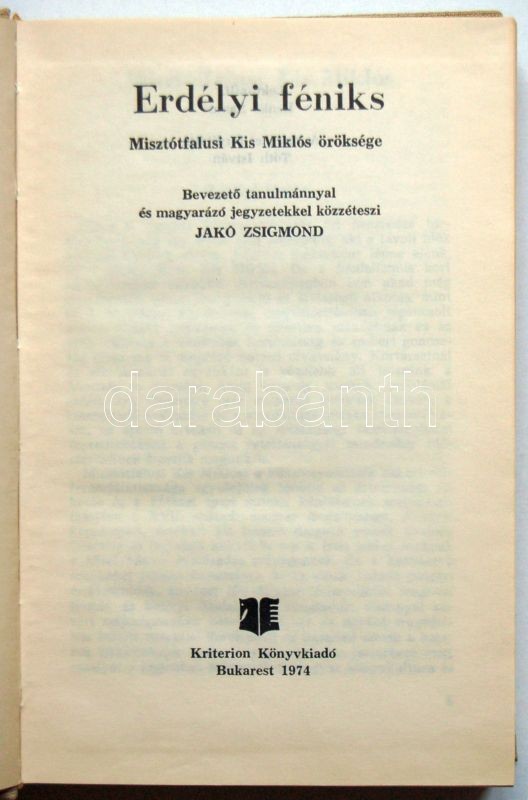 Erdélyi féniks
Misztótfalusi Kis Miklós öröksége
Bevezető tanulmánnyal
és magyarázó jegyzetekkel közzéteszi
JAKÓ ZSIGMOND
darabanth
Kriterion Könyvkiadó
Bukarest 1974